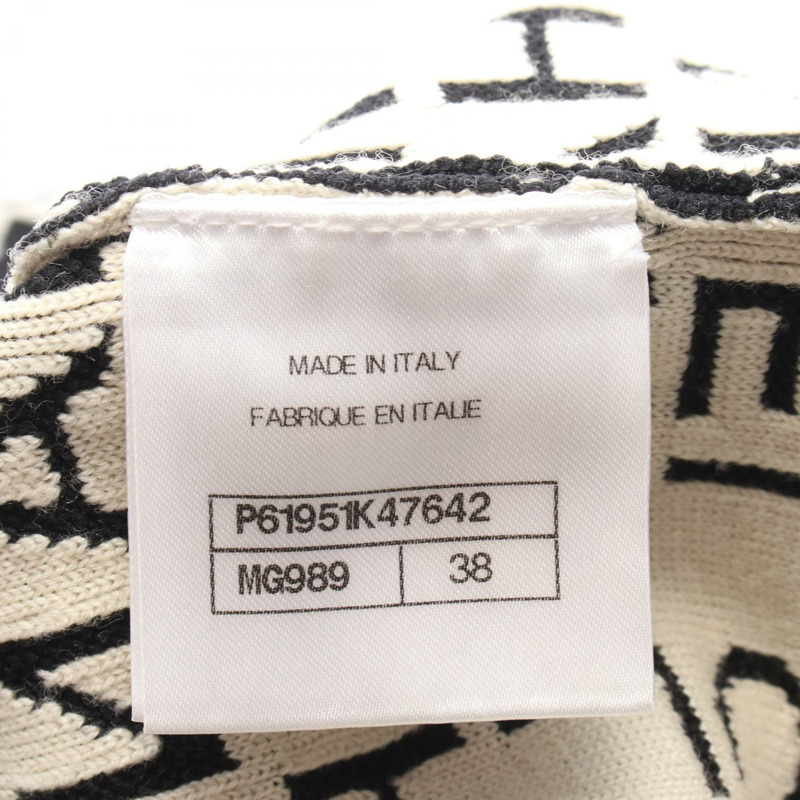 MADE IN ITALY
FABRIQUE EN ITALIE
P61951K47642
MG989 38